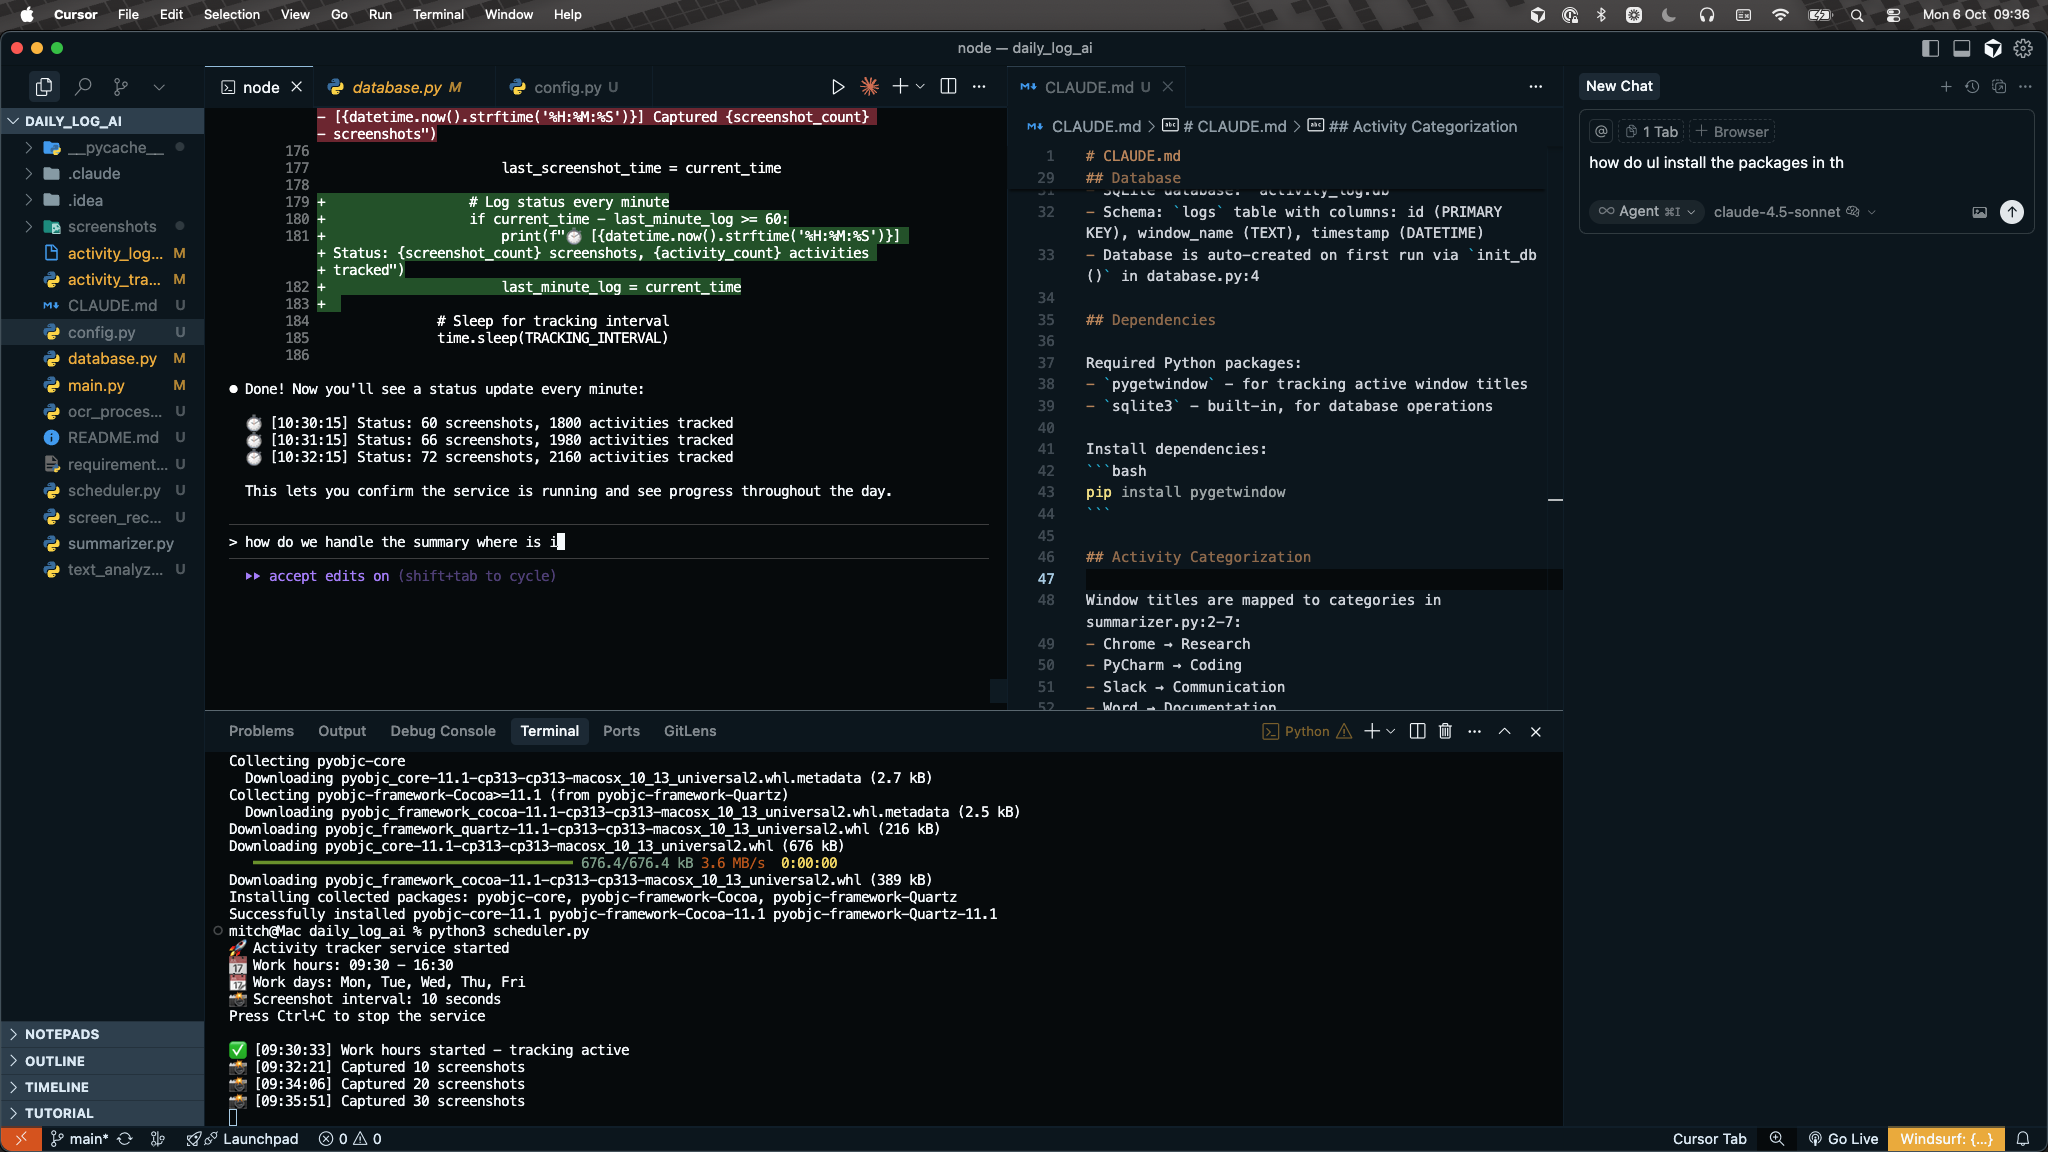 Cursor File Edit Selection View Go Run Terminal Window Help
Mon 6 Oct 09:36
node — daily_log_ai
DAILY_LOG_AI
__pycache__
.claude
.idea
screenshots
activity_log... M
activity_tra... M
CLAUDE.md U
config.py U
database.py M
main.py M
ocr_proces... U
README.md U
requirement... U
scheduler.py U
screen_rec... U
summarizer.py
text_analyz... U
NOTEPADS
OUTLINE
TIMELINE
TUTORIAL
node
database.py M
config.py U
- [{datetime.now().strftime('%H:%M:%S')}] Captured {screenshot_count}
- screenshots")
176
177 last_screenshot_time = current_time
178
179 + # Log status every minute
180 + if current_time - last_minute_log >= 60:
181 + print(f"⏱️ [{datetime.now().strftime('%H:%M:%S')}]
+ Status: {screenshot_count} screenshots, {activity_count} activities
+ tracked")
182 + last_minute_log = current_time
183 +
184 # Sleep for tracking interval
185 time.sleep(TRACKING_INTERVAL)
186
● Done! Now you'll see a status update every minute:
⏱️ [10:30:15] Status: 60 screenshots, 1800 activities tracked
⏱️ [10:31:15] Status: 66 screenshots, 1980 activities tracked
⏱️ [10:32:15] Status: 72 screenshots, 2160 activities tracked
This lets you confirm the service is running and see progress throughout the day.
> how do we handle the summary where is i
▸▸ accept edits on (shift+tab to cycle)
CLAUDE.md U
CLAUDE.md > # CLAUDE.md > ## Activity Categorization
1 # CLAUDE.md
29 ## Database
31 - SQLite database: `activity_log.db`
32 - Schema: `logs` table with columns: id (PRIMARY
KEY), window_name (TEXT), timestamp (DATETIME)
33 - Database is auto-created on first run via `init_db
()` in database.py:4
34
35 ## Dependencies
36
37 Required Python packages:
38 - `pygetwindow` - for tracking active window titles
39 - `sqlite3` - built-in, for database operations
40
41 Install dependencies:
42 ```bash
43 pip install pygetwindow
44 ```
45
46 ## Activity Categorization
47
48 Window titles are mapped to categories in
summarizer.py:2-7:
49 - Chrome → Research
50 - PyCharm → Coding
51 - Slack → Communication
52 - Word → Documentation
New Chat
@ 1 Tab + Browser
how do uI install the packages in th
∞ Agent ⌘I claude-4.5-sonnet
Problems Output Debug Console Terminal Ports GitLens
Python
Collecting pyobjc-core
Downloading pyobjc_core-11.1-cp313-cp313-macosx_10_13_universal2.whl.metadata (2.7 kB)
Collecting pyobjc-framework-Cocoa>=11.1 (from pyobjc-framework-Quartz)
Downloading pyobjc_framework_cocoa-11.1-cp313-cp313-macosx_10_13_universal2.whl.metadata (2.5 kB)
Downloading pyobjc_framework_quartz-11.1-cp313-cp313-macosx_10_13_universal2.whl (216 kB)
Downloading pyobjc_core-11.1-cp313-cp313-macosx_10_13_universal2.whl (676 kB)
676.4/676.4 kB 3.6 MB/s 0:00:00
Downloading pyobjc_framework_cocoa-11.1-cp313-cp313-macosx_10_13_universal2.whl (389 kB)
Installing collected packages: pyobjc-core, pyobjc-framework-Cocoa, pyobjc-framework-Quartz
Successfully installed pyobjc-core-11.1 pyobjc-framework-Cocoa-11.1 pyobjc-framework-Quartz-11.1
mitch@Mac daily_log_ai % python3 scheduler.py
🚀 Activity tracker service started
📅 Work hours: 09:30 - 16:30
📆 Work days: Mon, Tue, Wed, Thu, Fri
📸 Screenshot interval: 10 seconds
Press Ctrl+C to stop the service
✅ [09:30:33] Work hours started - tracking active
📸 [09:32:21] Captured 10 screenshots
📸 [09:34:06] Captured 20 screenshots
📸 [09:35:51] Captured 30 screenshots
main* Launchpad 0 0
Cursor Tab Go Live Windsurf: {...}